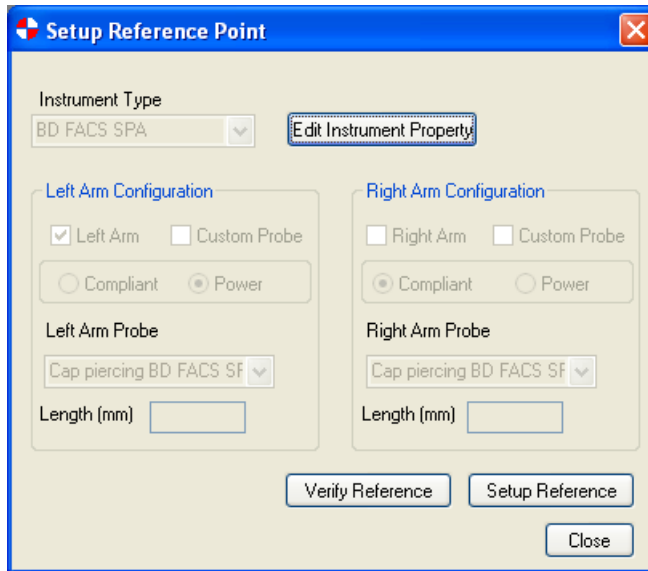 Setup Reference Point
Instrument Type
BD FACS SPA
Edit Instrument Property
Left Arm Configuration
Left Arm Custom Probe
Compliant Power
Left Arm Probe
Cap piercing BD FACS SF
Length (mm)
Right Arm Configuration
Right Arm Custom Probe
Compliant Power
Right Arm Probe
Cap piercing BD FACS SF
Length (mm)
Verify Reference Setup Reference
Close